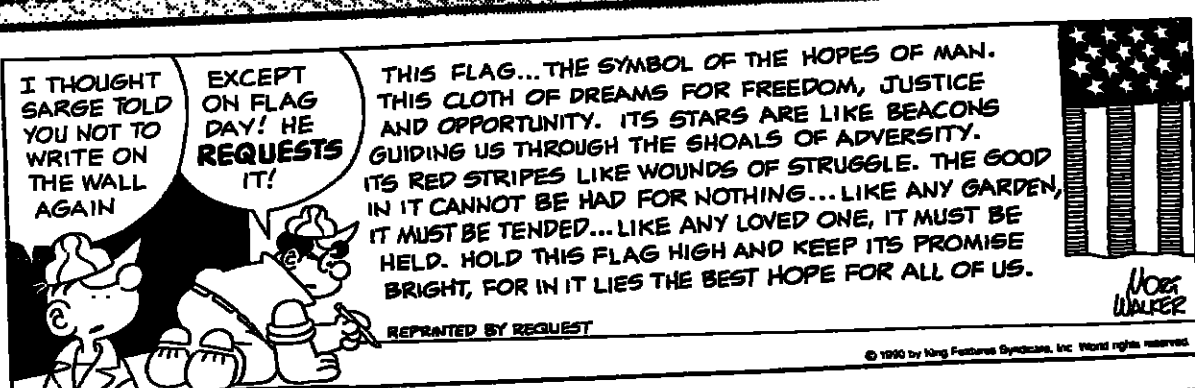 I THOUGHT
SARGE TOLD
YOU NOT TO
WRITE ON
THE WALL
AGAIN
EXCEPT
ON FLAG
DAY! HE
REQUESTS
IT!
THIS FLAG...THE SYMBOL OF THE HOPES OF MAN.
THIS CLOTH OF DREAMS FOR FREEDOM, JUSTICE
AND OPPORTUNITY. ITS STARS ARE LIKE BEACONS
GUIDING US THROUGH THE SHOALS OF ADVERSITY.
ITS RED STRIPES LIKE WOUNDS OF STRUGGLE. THE GOOD
IN IT CANNOT BE HAD FOR NOTHING...LIKE ANY GARDEN,
IT MUST BE TENDED...LIKE ANY LOVED ONE, IT MUST BE
HELD. HOLD THIS FLAG HIGH AND KEEP ITS PROMISE
BRIGHT, FOR IN IT LIES THE BEST HOPE FOR ALL OF US.
REPRINTED BY REQUEST
MORT
WALKER
© 1990 by King Features Syndicate, Inc. World rights reserved.